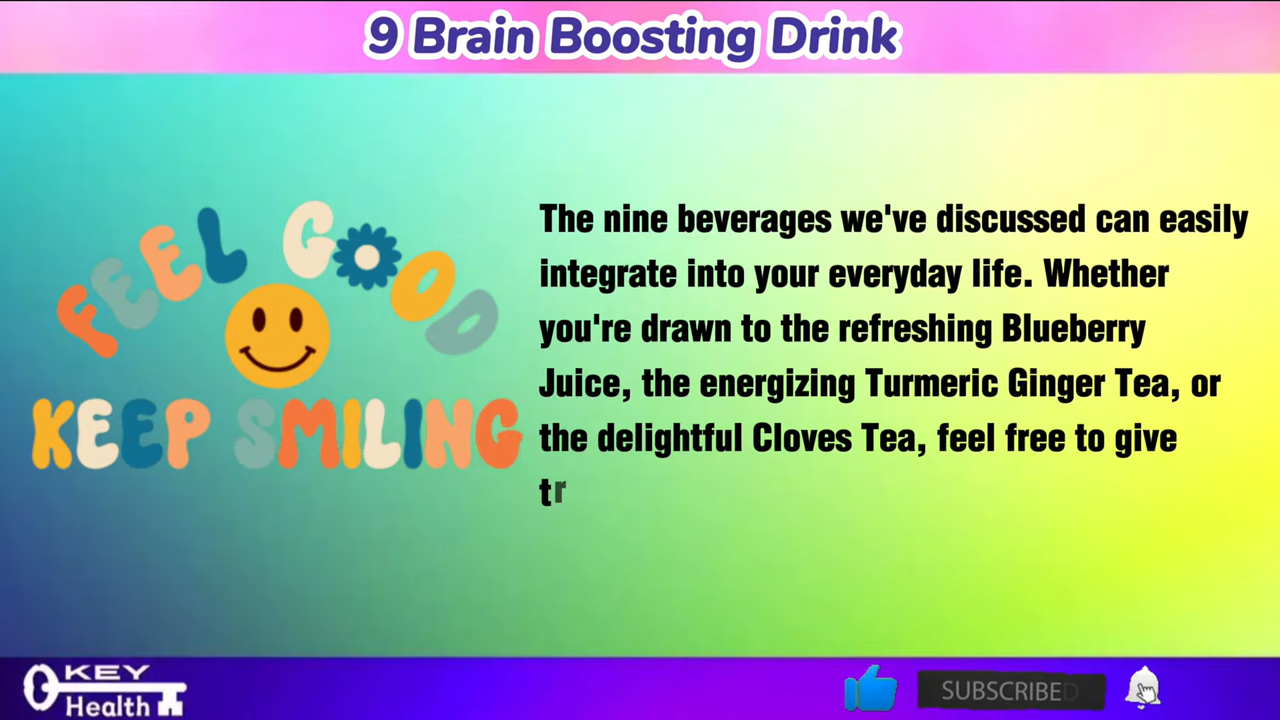 9 Brain Boosting Drink
FEEL GOOD
KEEP SMILING
The nine beverages we've discussed can easily
integrate into your everyday life. Whether
you're drawn to the refreshing Blueberry
Juice, the energizing Turmeric Ginger Tea, or
the delightful Cloves Tea, feel free to give
tr
KEY
Health
SUBSCRIBED